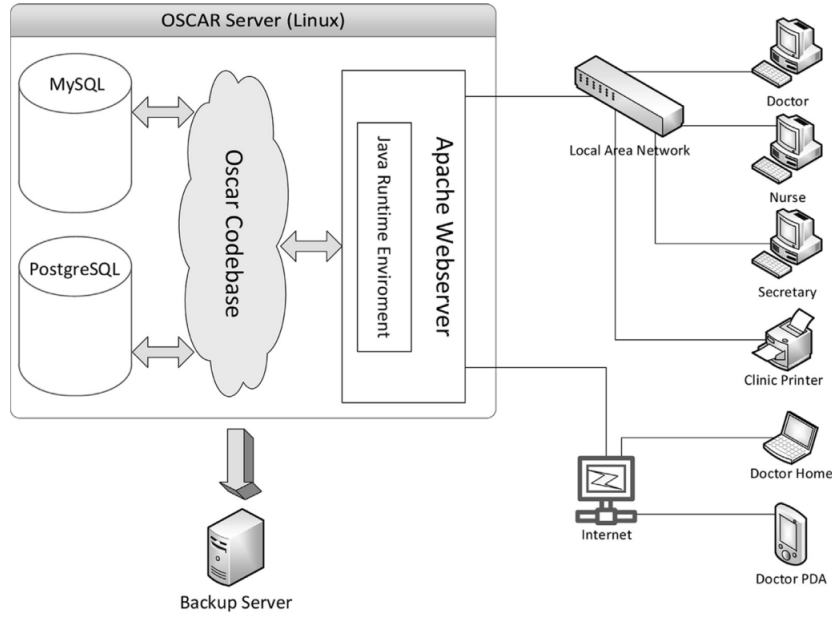 OSCAR Server (Linux)
MySQL
PostgreSQL
Oscar Codebase
Java Runtime Enviroment
Apache Webserver
Local Area Network
Doctor
Nurse
Secretary
Clinic Printer
Doctor Home
Internet
Doctor PDA
Backup Server